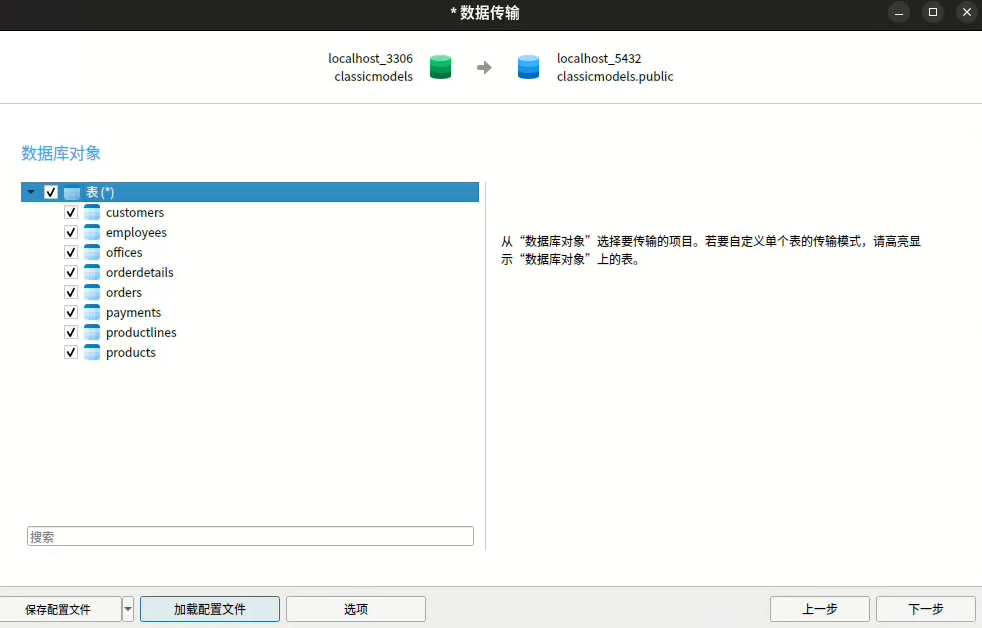 * 数据传输
localhost_3306
classicmodels
localhost_5432
classicmodels.public
数据库对象
表 (*)
customers
employees
offices
orderdetails
orders
payments
productlines
products
从“数据库对象”选择要传输的项目。若要自定义单个表的传输模式，请高亮显
示“数据库对象”上的表。
搜索
保存配置文件
加载配置文件
选项
上一步
下一步